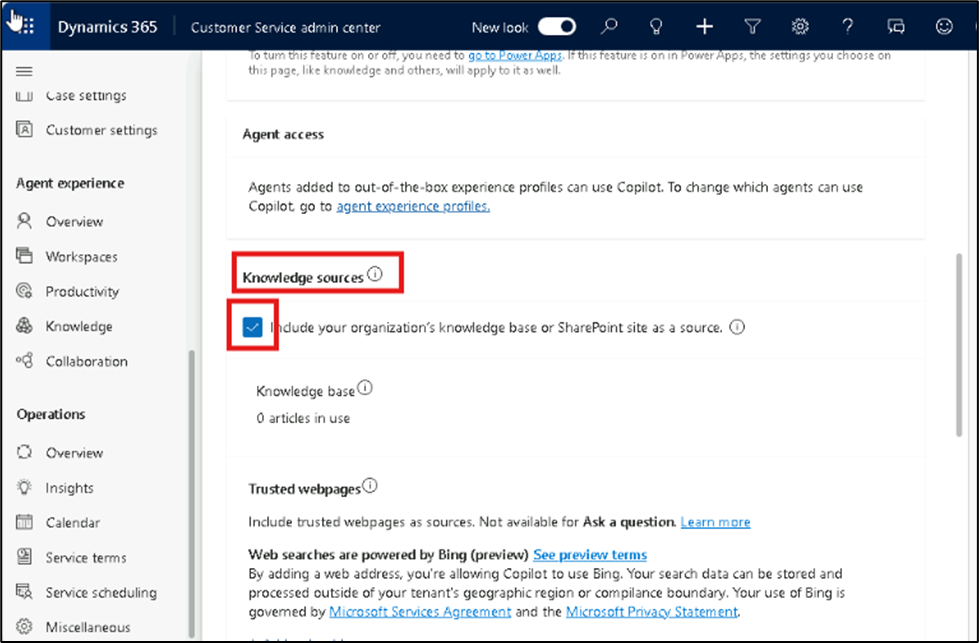 Dynamics 365
Customer Service admin center
New look
Case settings
Customer settings
Agent experience
Overview
Workspaces
Productivity
Knowledge
Collaboration
Operations
Overview
Insights
Calendar
Service terms
Service scheduling
Miscellaneous
To turn this feature on or off, you need to go to Power Apps. If this feature is on in Power Apps, the settings you choose on
this page, like knowledge and others, will apply to it as well.
Agent access
Agents added to out-of-the-box experience profiles can use Copilot. To change which agents can use
Copilot, go to agent experience profiles.
Knowledge sources
Include your organization's knowledge base or SharePoint site as a source.
Knowledge base
0 articles in use
Trusted webpages
Include trusted webpages as sources. Not available for Ask a question. Learn more
Web searches are powered by Bing (preview) See preview terms
By adding a web address, you're allowing Copilot to use Bing. Your search data can be stored and
processed outside of your tenant's geographic region or compliance boundary. Your use of Bing is
governed by Microsoft Services Agreement and the Microsoft Privacy Statement.